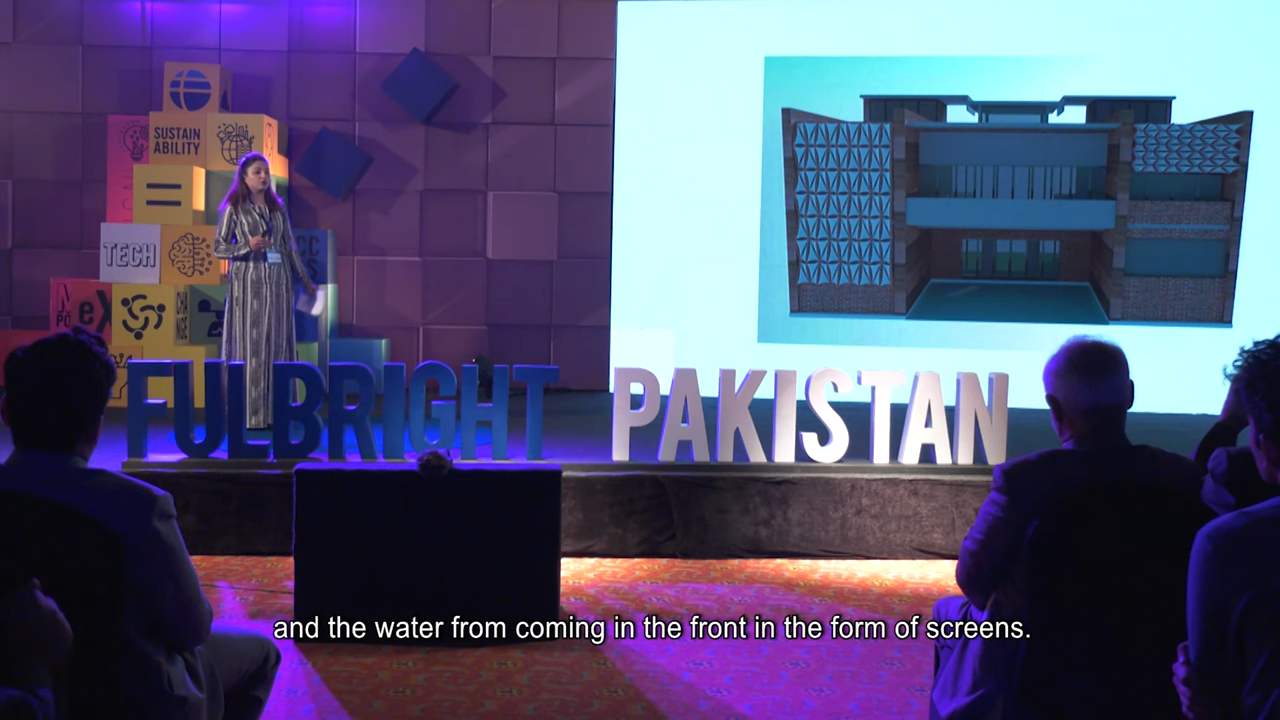 SUSTAIN
ABILITY
TECH
FULBRIGHT
PAKISTAN
and the water from coming in the front in the form of screens.